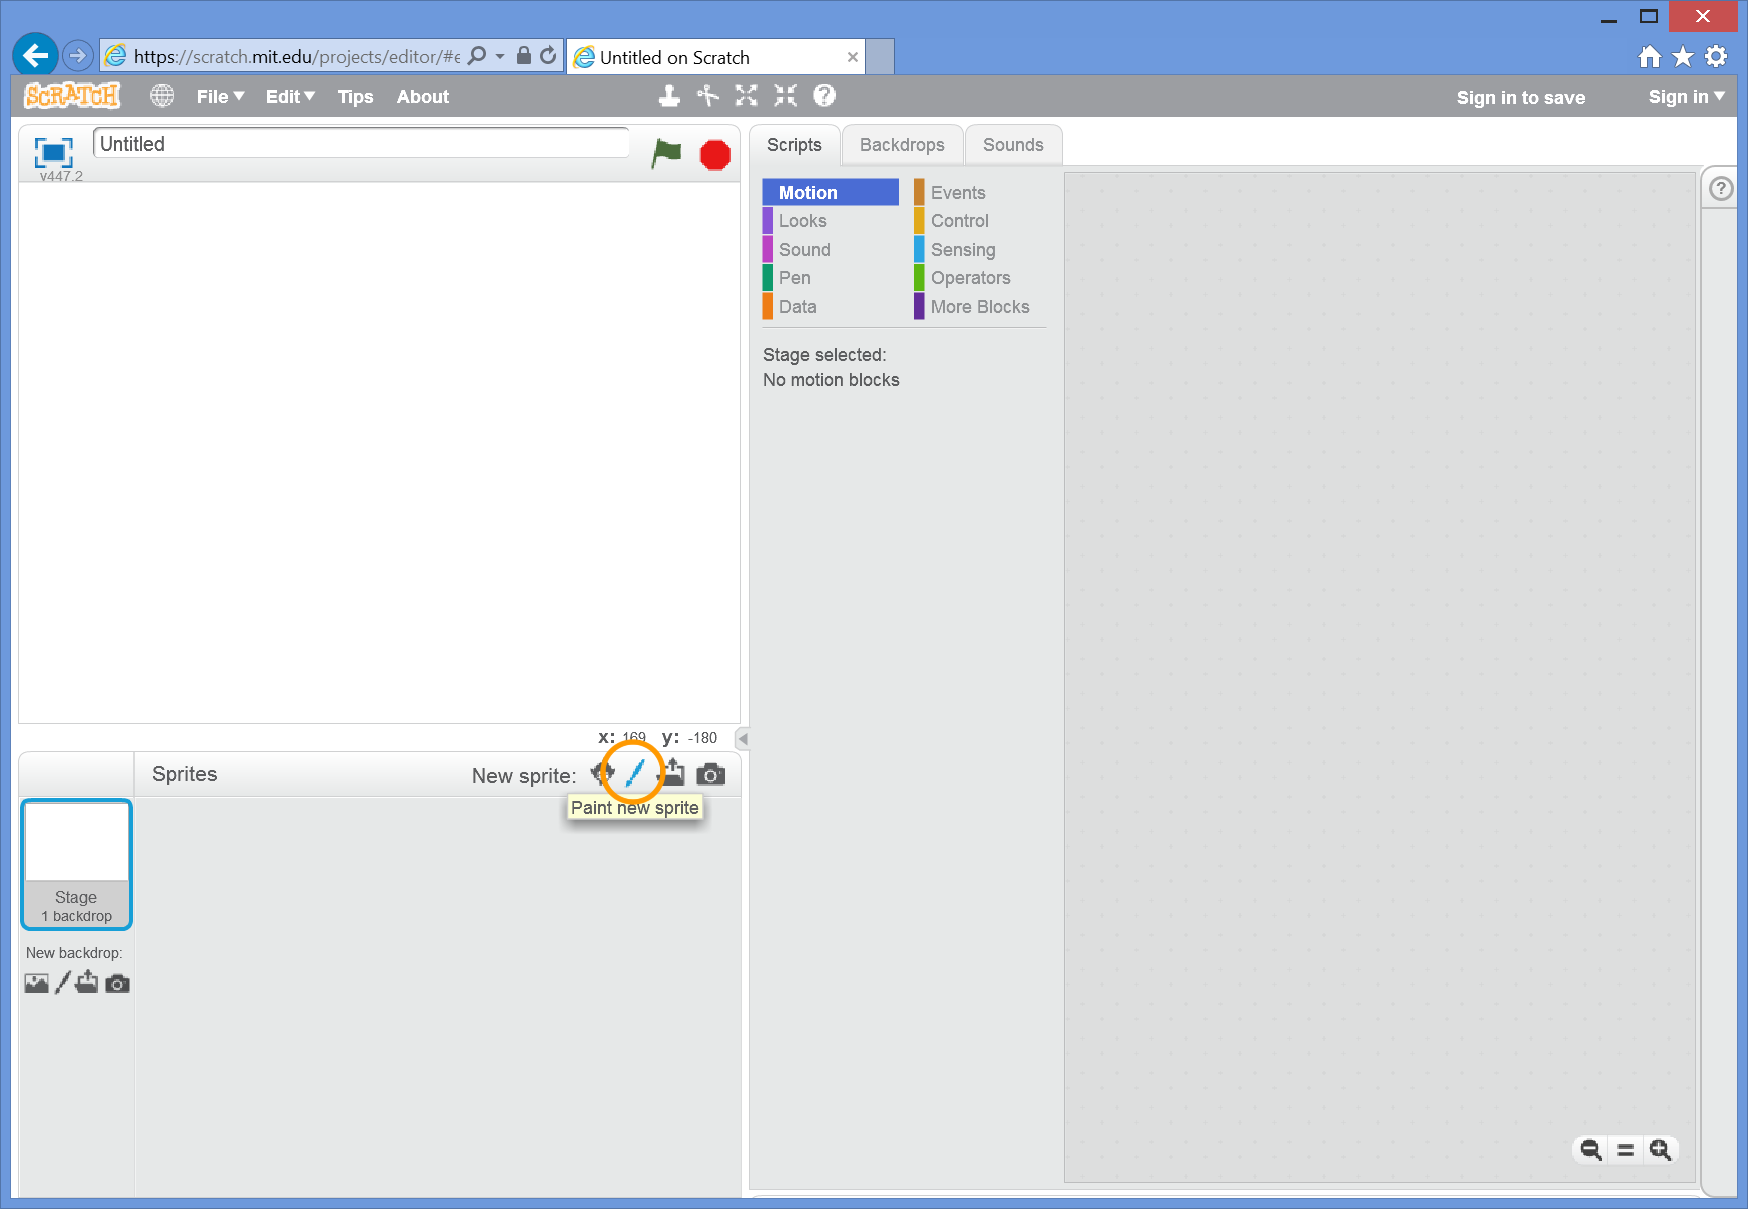 https://scratch.mit.edu/projects/editor/#e
Untitled on Scratch
SCRATCH
File
Edit
Tips
About
Sign in to save
Sign in
Untitled
v447.2
Scripts
Backdrops
Sounds
Motion
Looks
Sound
Pen
Data
Events
Control
Sensing
Operators
More Blocks
Stage selected:
No motion blocks
x: 169 y: -180
Sprites
New sprite:
Paint new sprite
Stage
1 backdrop
New backdrop: